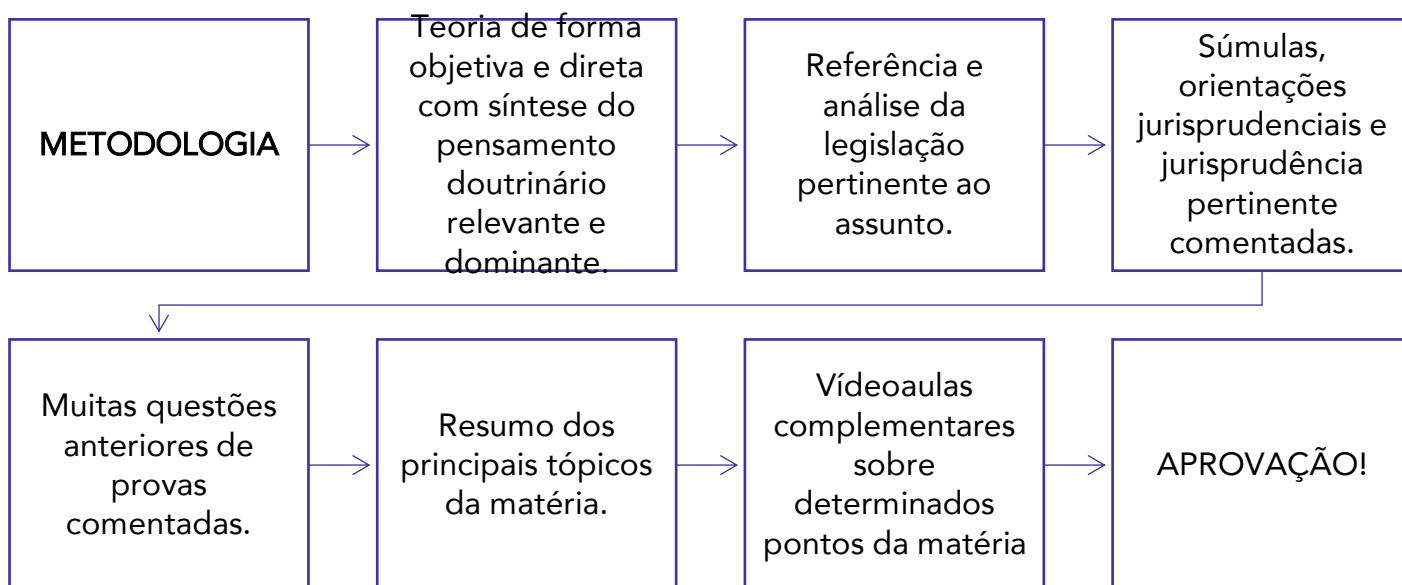 METODOLOGIA
Teoria de forma
objetiva e direta
com síntese do
pensamento
doutrinário
relevante e
dominante.
Referência e
análise da
legislação
pertinente ao
assunto.
Súmulas,
orientações
jurisprudenciais e
jurisprudência
pertinente
comentadas.
Muitas questões
anteriores de
provas
comentadas.
Resumo dos
principais tópicos
da matéria.
Vídeoaulas
complementares
sobre
determinados
pontos da matéria
APROVAÇÃO!